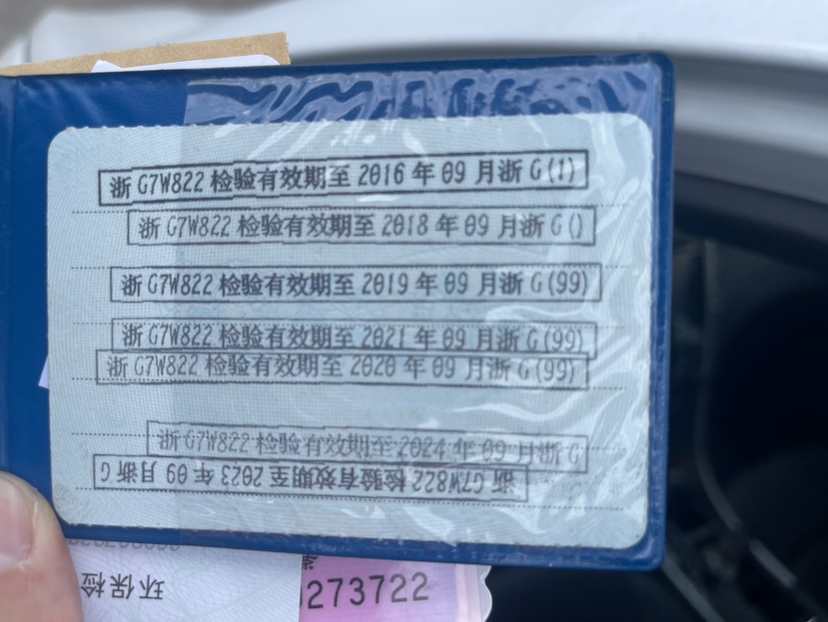 浙 G7W822 检验有效期至 2016 年 09 月浙 G(1)
浙 G7W822 检验有效期至 2018 年 09 月浙 G()
浙 G7W822 检验有效期至 2019 年 09 月浙 G(99)
浙 G7W822 检验有效期至 2021 年 09 月浙 G(99)
浙 G7W822 检验有效期至 2020 年 09 月浙 G(99)
浙 G7W822 检验有效期至 2024 年 09 月浙 G
浙 G7W822 检验有效期至 2023 年 09 月浙 G
环保检
273722